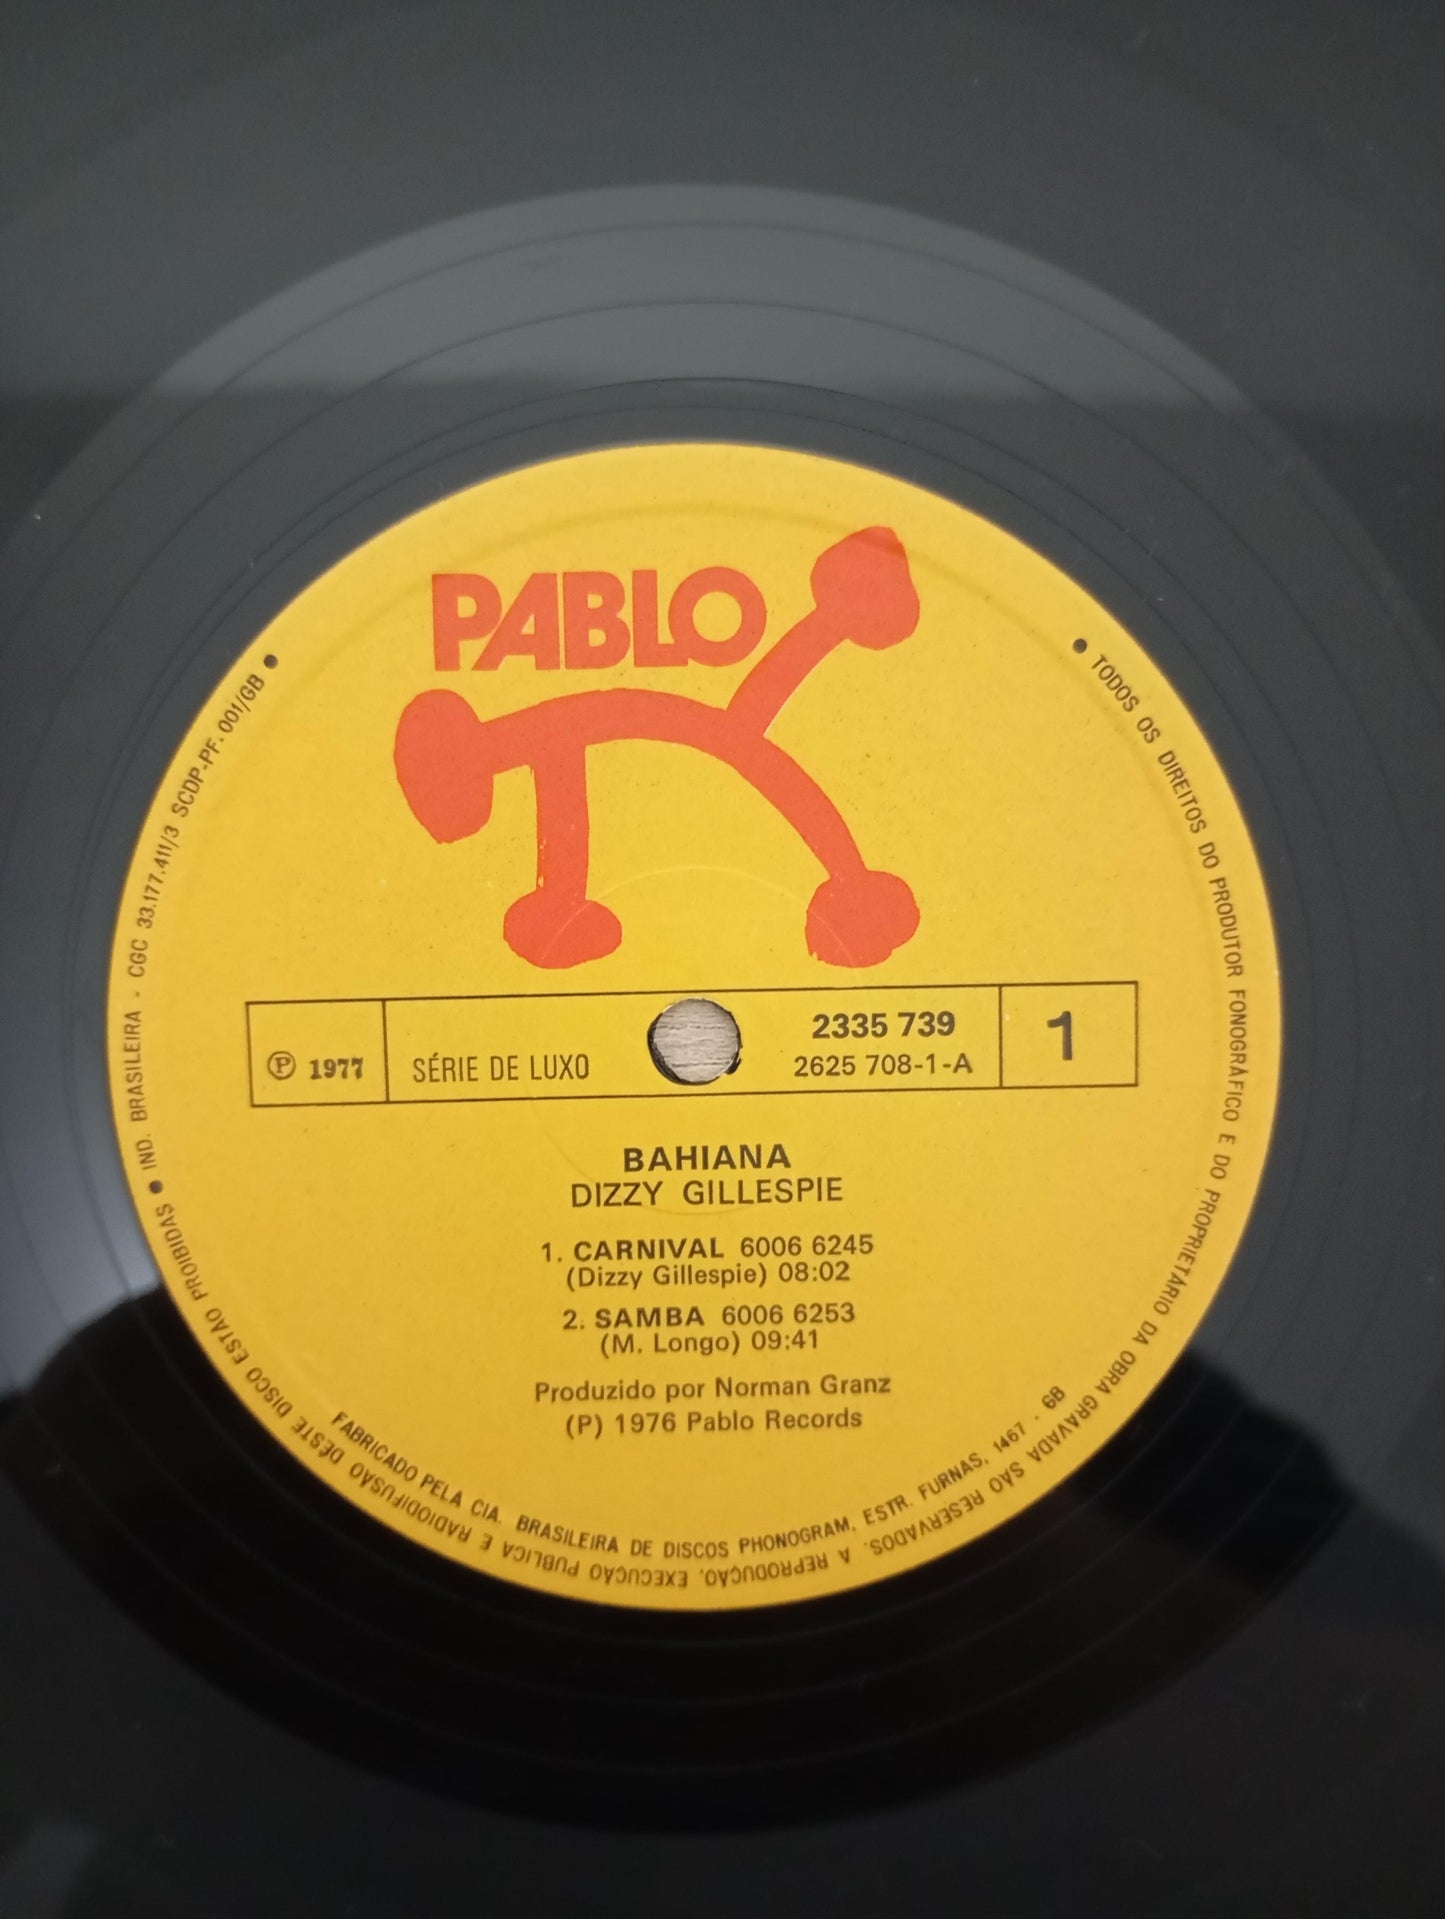 PABLO
℗ 1977
SÉRIE DE LUXO
2335 739
2625 708-1-A
1
BAHIANA
DIZZY GILLESPIE
1. CARNIVAL 6006 6245
(Dizzy Gillespie) 08:02
2. SAMBA 6006 6253
(M. Longo) 09:41
Produzido por Norman Granz
(P) 1976 Pablo Records
FABRICADO PELA CIA. BRASILEIRA DE DISCOS PHONOGRAM, ESTR. FURNAS, 1467 - GB
• TODOS OS DIREITOS DO PRODUTOR FONOGRÁFICO E DO PROPRIETÁRIO DA OBRA GRAVADA SÃO RESERVADOS. A REPRODUÇÃO, EXECUÇÃO PUBLICA E RADIODIFUSÃO DÊSTE DISCO ESTÃO PROIBIDAS • IND. BRASILEIRA - CGC 33.177.411/3 SCDP-PF. 001/GB •